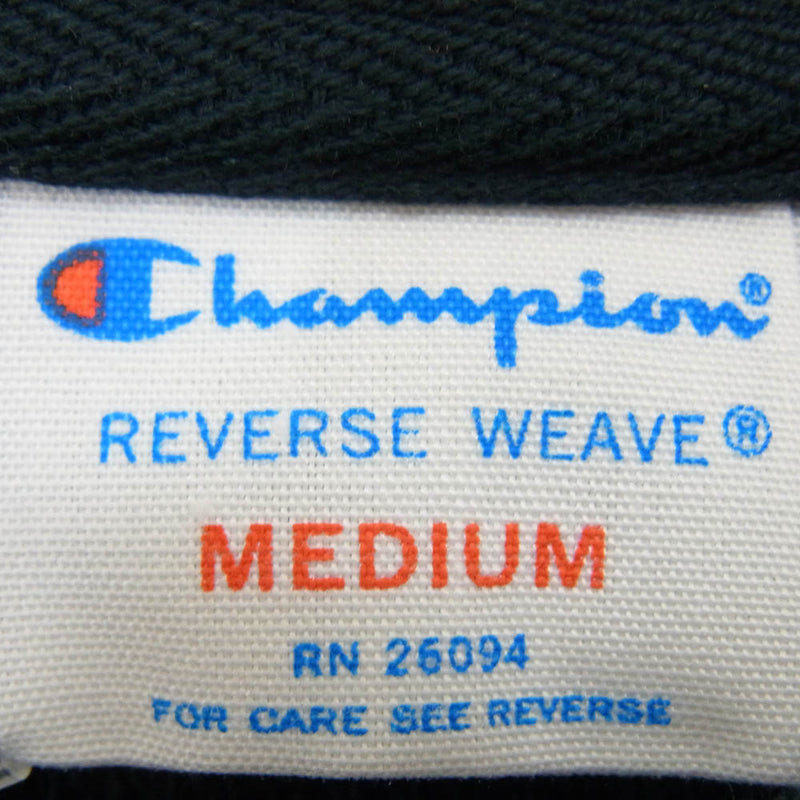 Champion®
REVERSE WEAVE®
MEDIUM
RN 26094
FOR CARE SEE REVERSE